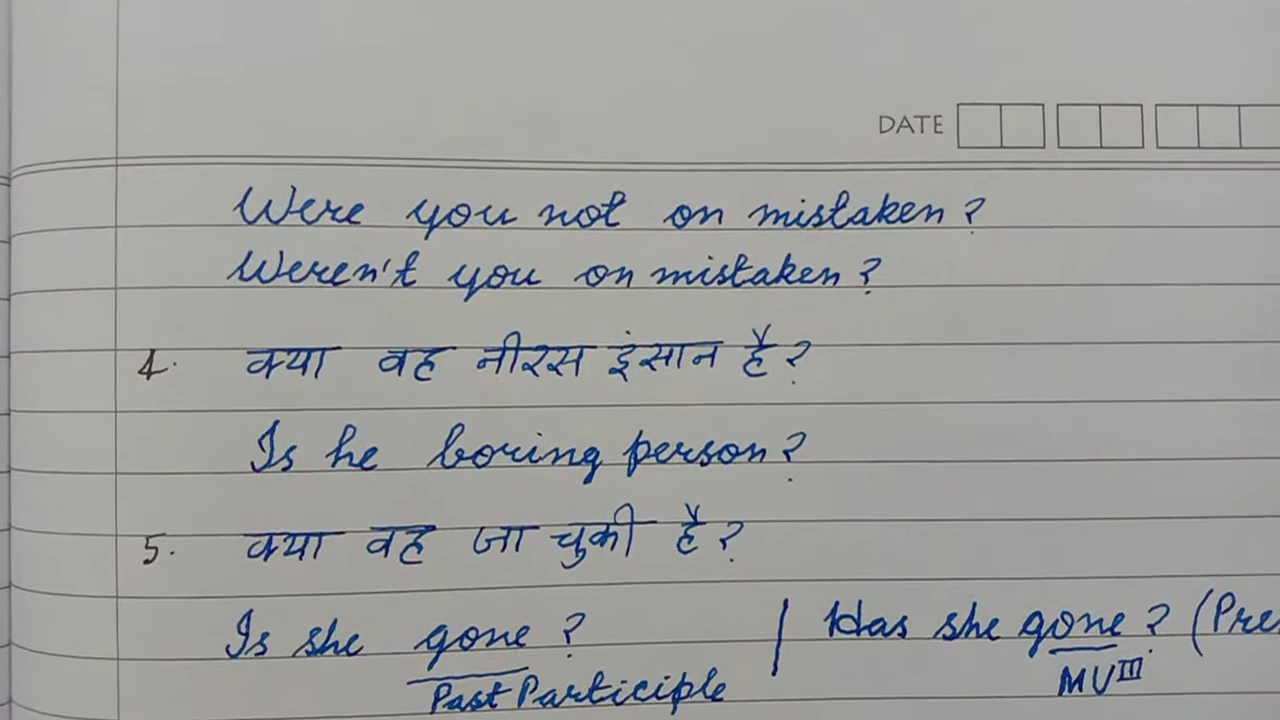 DATE
Were you not on mistaken?
Weren't you on mistaken?
4. क्या वह नीरस इंसान है?
Is he boring person?
5. क्या वह जा चुकी है?
Is she gone? | Has she gone? (Pre
Past Participle MVIII